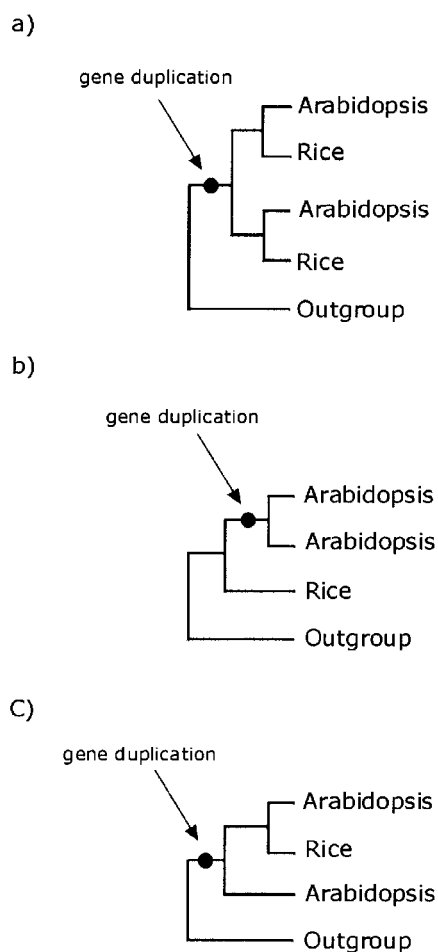 a)
gene duplication
Arabidopsis
Rice
Arabidopsis
Rice
Outgroup
b)
gene duplication
Arabidopsis
Arabidopsis
Rice
Outgroup
C)
gene duplication
Arabidopsis
Rice
Arabidopsis
Outgroup